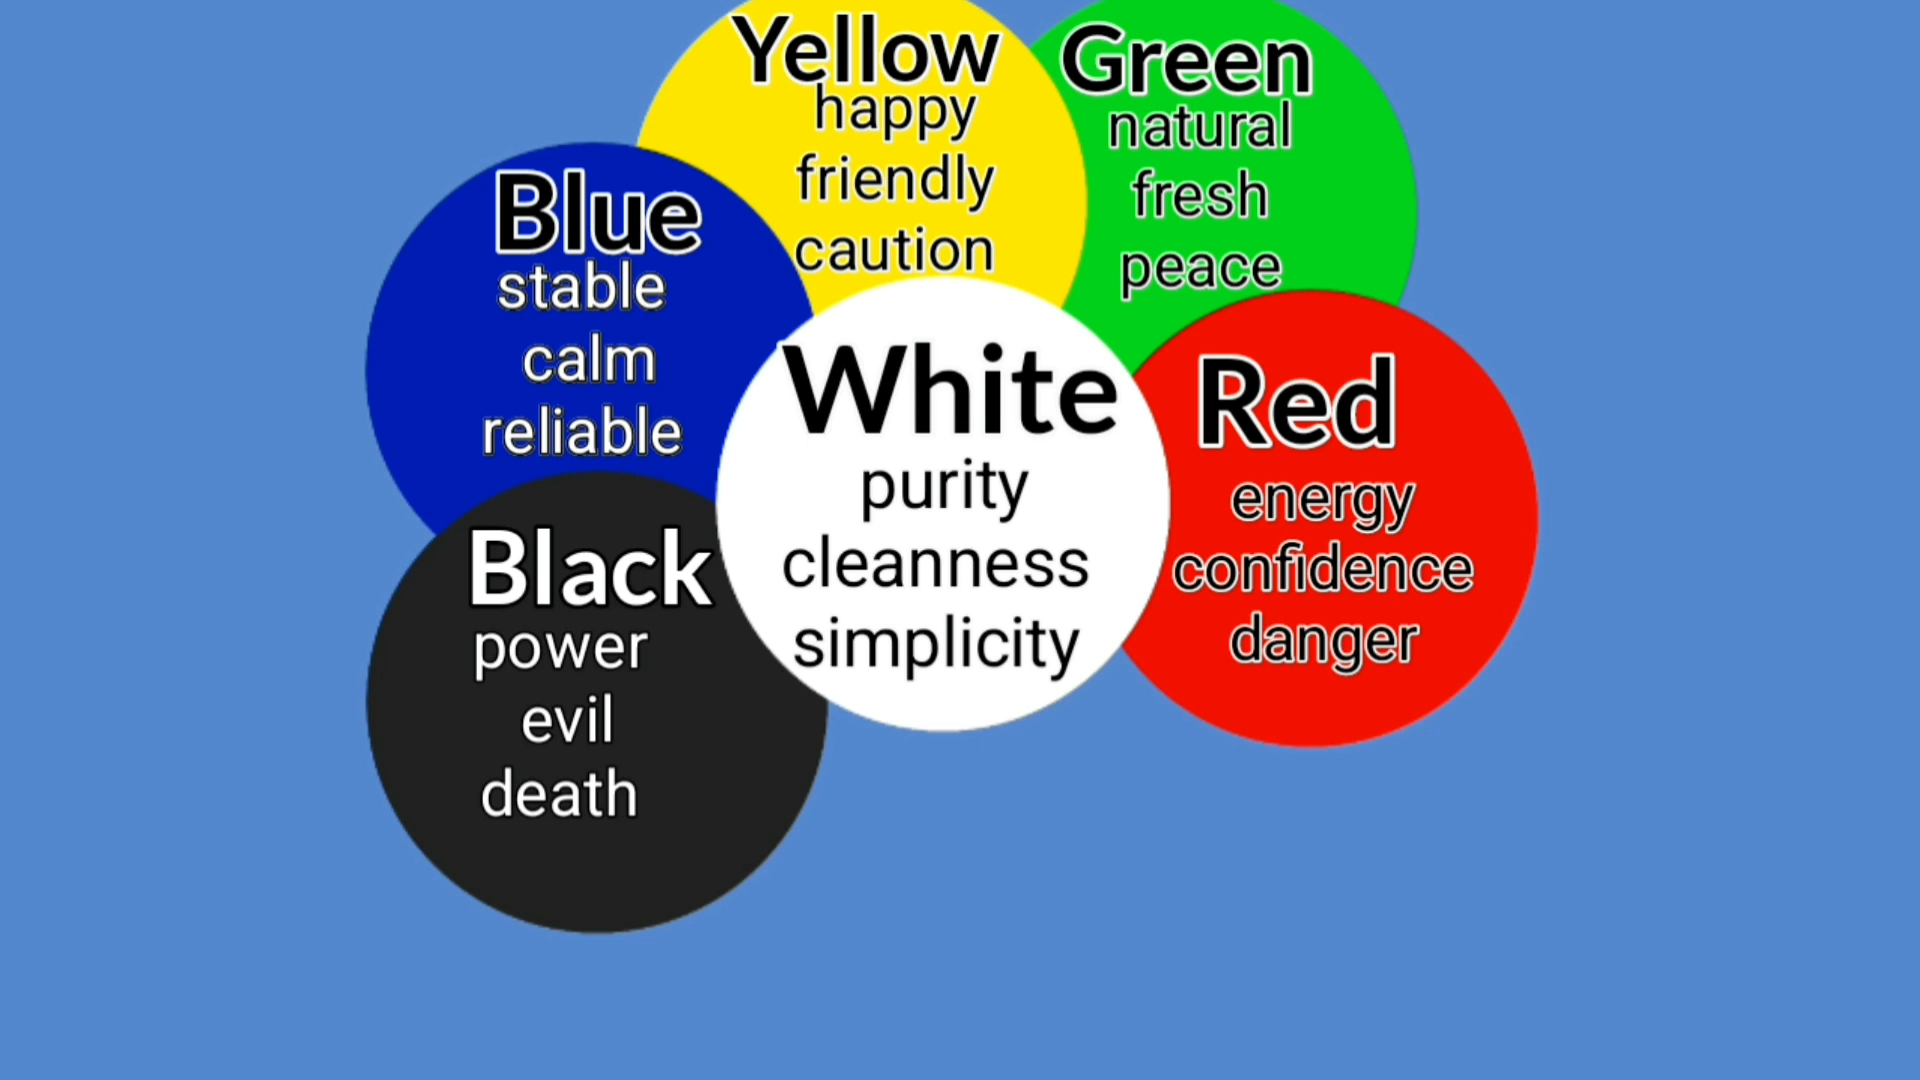 Yellow
happy
friendly
caution
Green
natural
fresh
peace
Blue
stable
calm
reliable
White
purity
cleanness
simplicity
Red
energy
confidence
danger
Black
power
evil
death